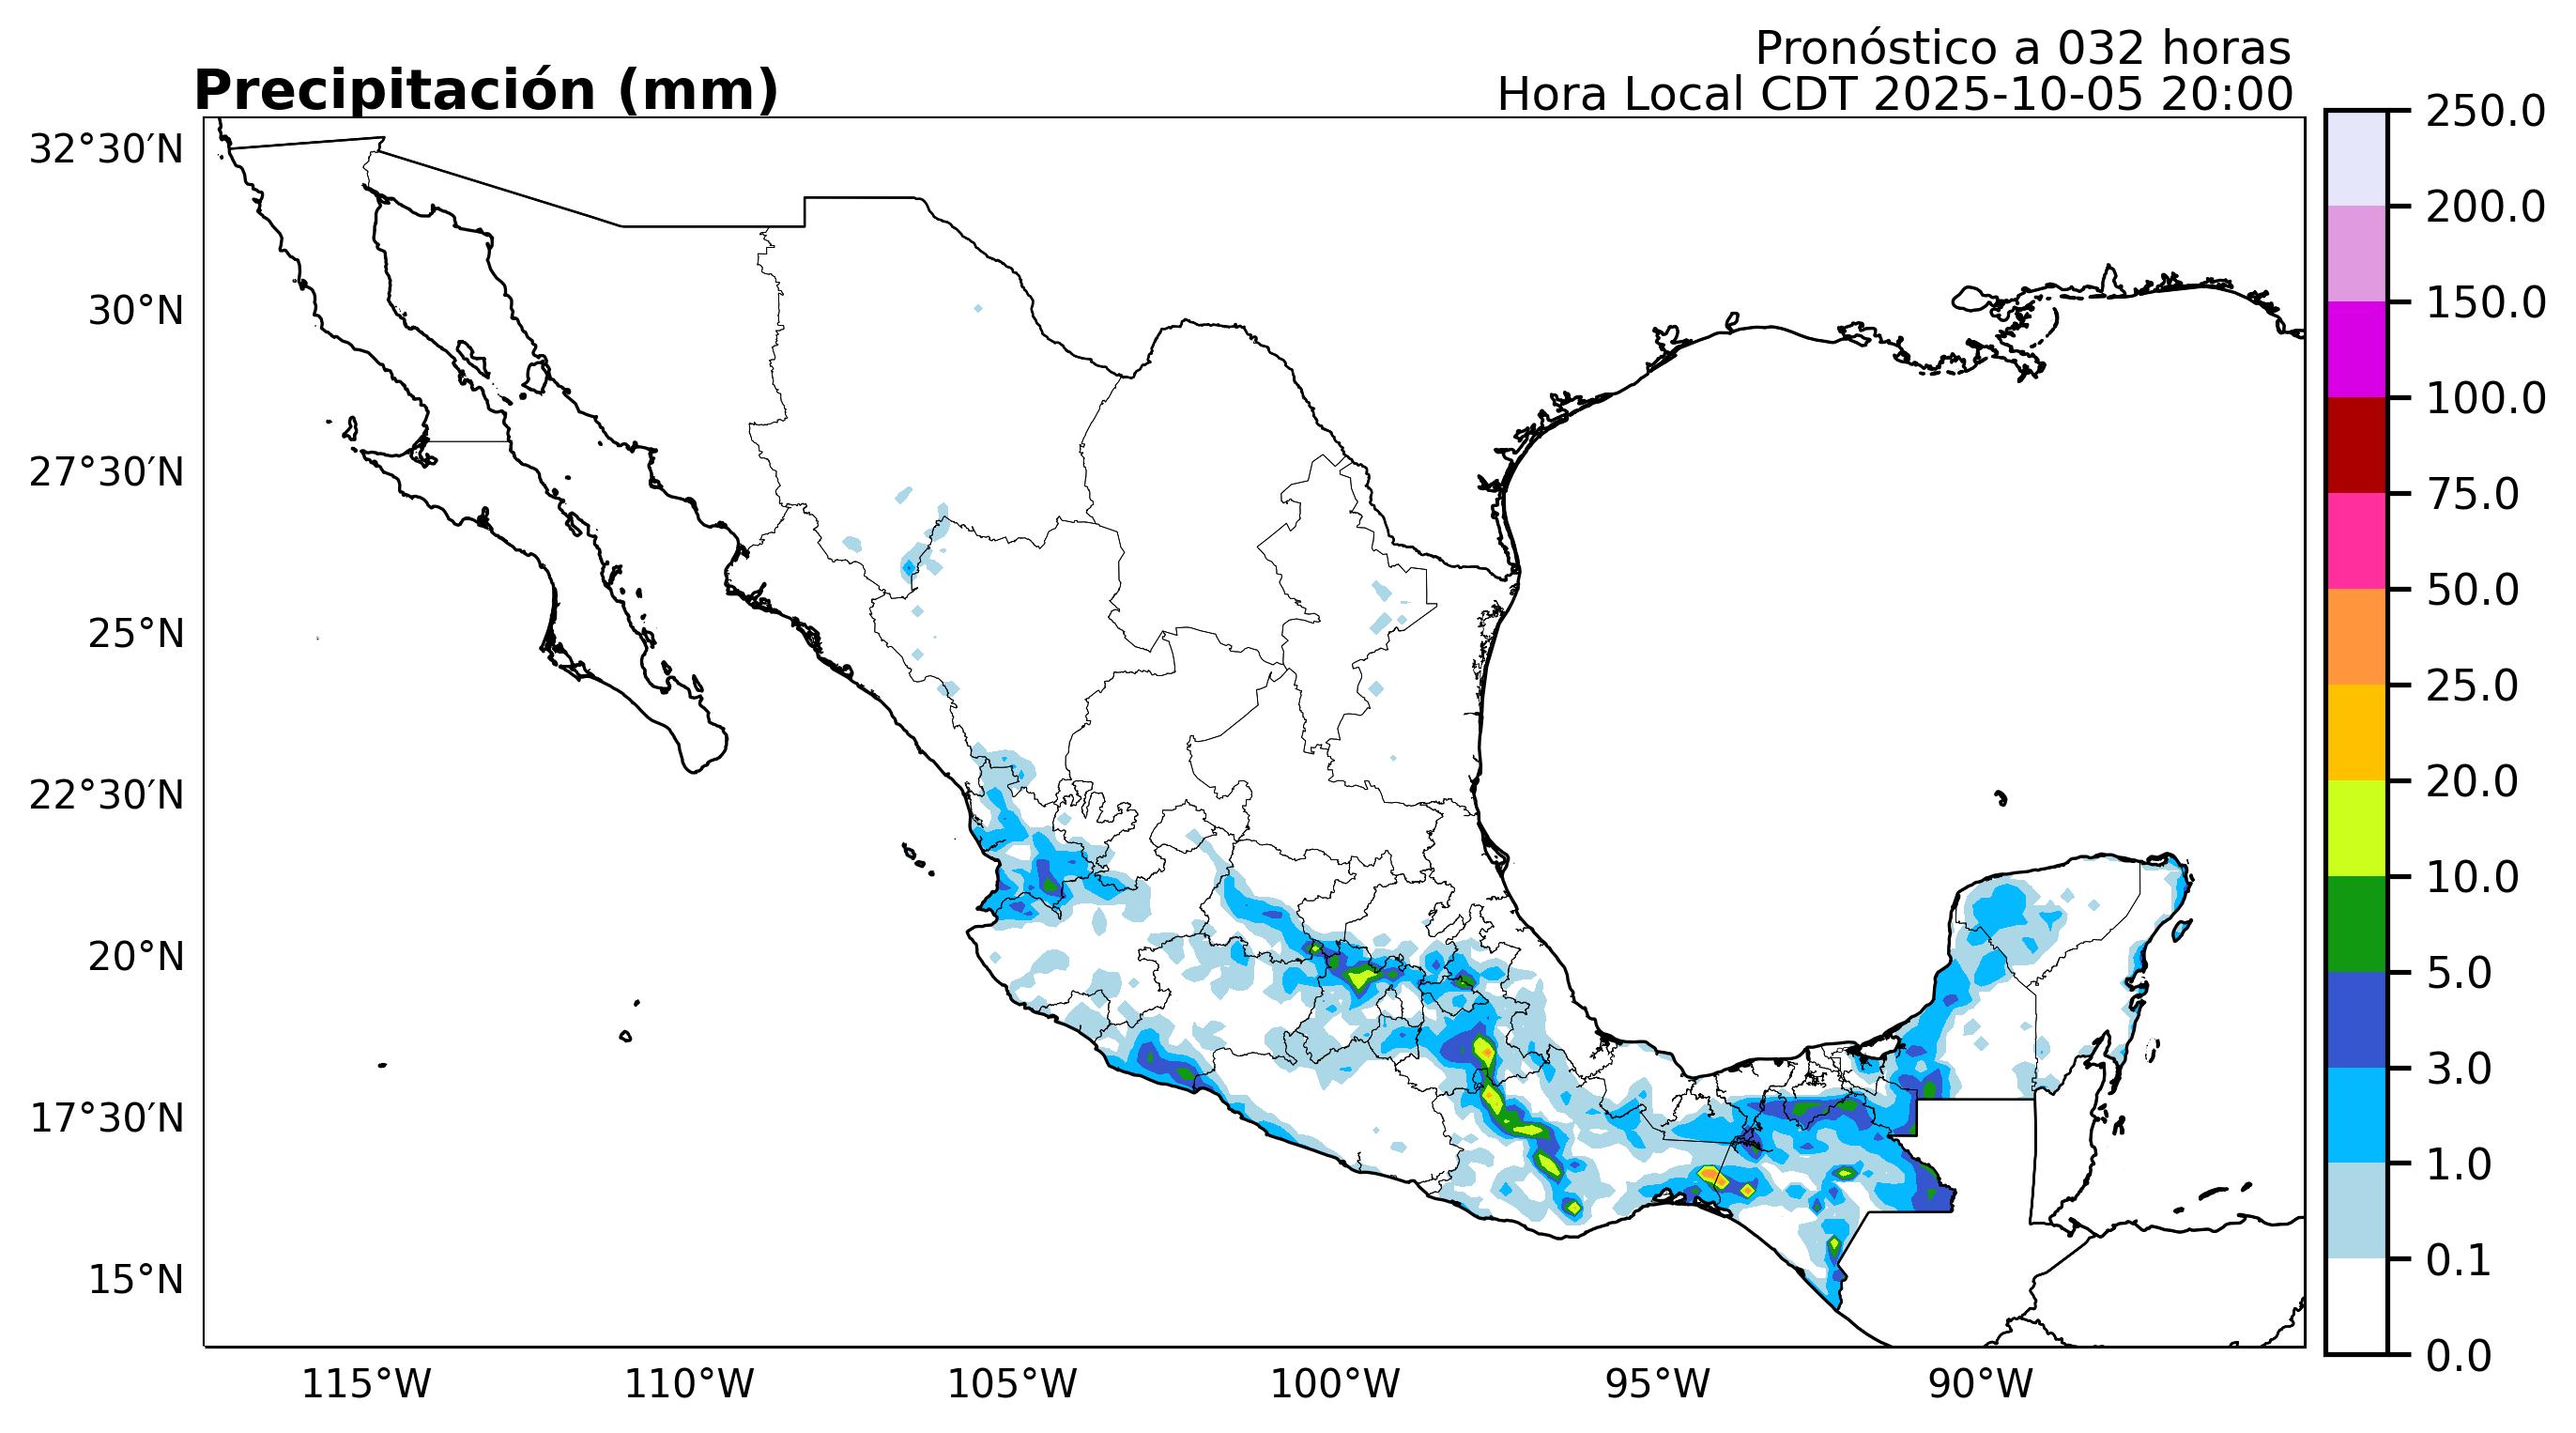 Pronóstico a 032 horas
Precipitación (mm)
Hora Local CDT 2025-10-05 20:00
32°30′N
30°N
27°30′N
25°N
22°30′N
20°N
17°30′N
15°N
115°W
110°W
105°W
100°W
95°W
90°W
250.0
200.0
150.0
100.0
75.0
50.0
25.0
20.0
10.0
5.0
3.0
1.0
0.1
0.0